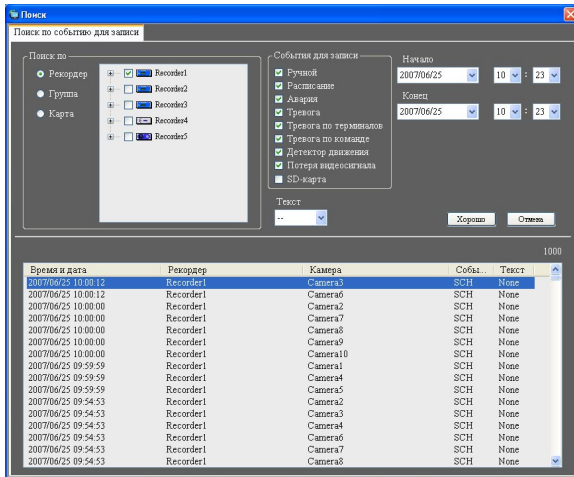 Поиск
Поиск по событию для записи
Поиск по
Рекордер
Группа
Карта
Recorder1
Recorder2
Recorder3
Recorder4
Recorder5
События для записи
Ручной
Расписание
Авария
Тревога
Тревога по терминалов
Тревога по команде
Детектор движения
Потеря видеосигнала
SD-карта
Текст
--
Начало
2007/06/25 10 : 23
Конец
2007/06/25 10 : 23
Хорошо Отмена
1000
Время и дата Рекордер Камера Собы... Текст
2007/06/25 10:00:12 Recorder1 Camera3 SCH None
2007/06/25 10:00:12 Recorder1 Camera6 SCH None
2007/06/25 10:00:00 Recorder1 Camera2 SCH None
2007/06/25 10:00:00 Recorder1 Camera7 SCH None
2007/06/25 10:00:00 Recorder1 Camera8 SCH None
2007/06/25 10:00:00 Recorder1 Camera9 SCH None
2007/06/25 10:00:00 Recorder1 Camera10 SCH None
2007/06/25 09:59:59 Recorder1 Camera1 SCH None
2007/06/25 09:59:59 Recorder1 Camera4 SCH None
2007/06/25 09:59:59 Recorder1 Camera5 SCH None
2007/06/25 09:54:53 Recorder1 Camera2 SCH None
2007/06/25 09:54:53 Recorder1 Camera3 SCH None
2007/06/25 09:54:53 Recorder1 Camera4 SCH None
2007/06/25 09:54:53 Recorder1 Camera6 SCH None
2007/06/25 09:54:53 Recorder1 Camera7 SCH None
2007/06/25 09:54:53 Recorder1 Camera8 SCH None